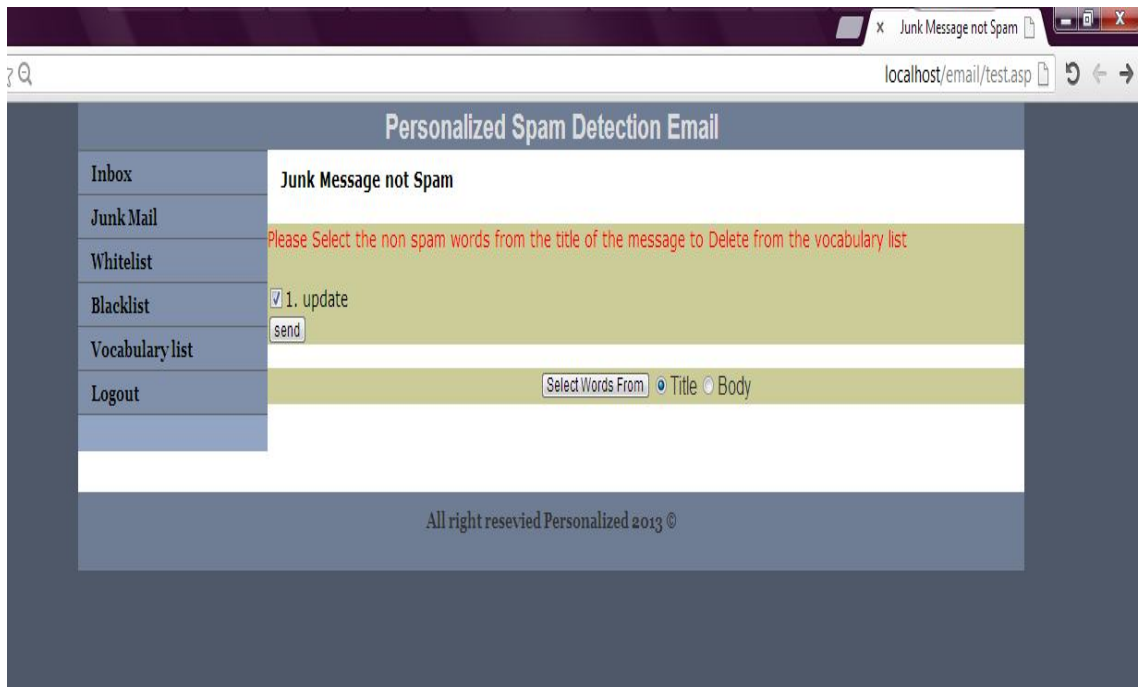 Junk Message not Spam
localhost/email/test.asp
Personalized Spam Detection Email
Inbox
Junk Mail
Whitelist
Blacklist
Vocabulary list
Logout
Junk Message not Spam
Please Select the non spam words from the title of the message to Delete from the vocabulary list
1. update
send
Select Words From Title Body
All right resevied Personalized 2013 ©